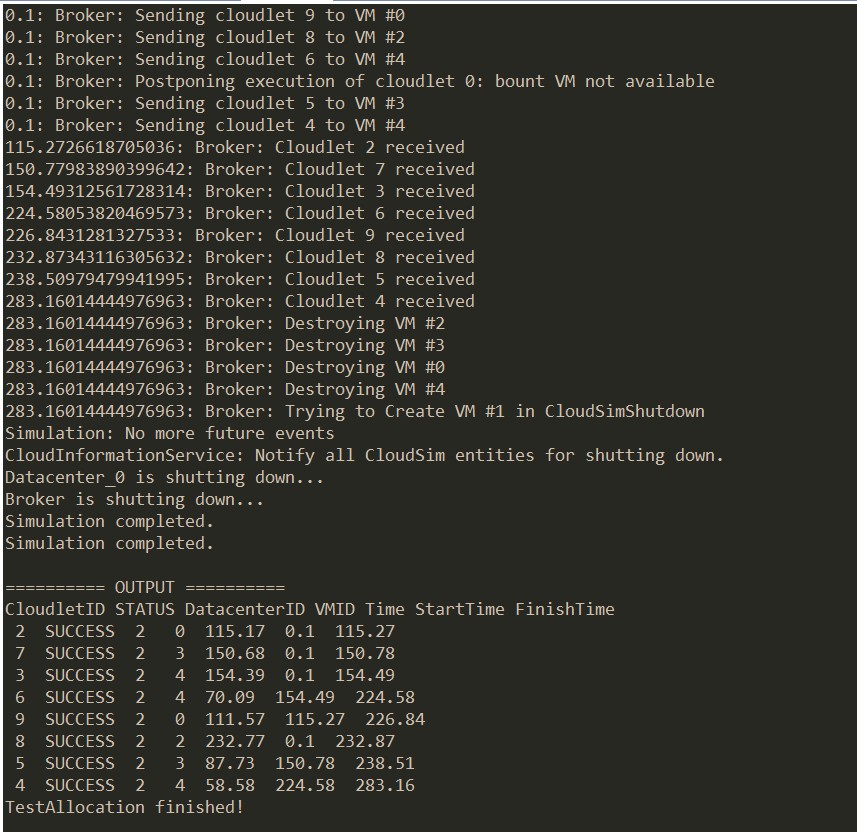 0.1: Broker: Sending cloudlet 9 to VM #0
0.1: Broker: Sending cloudlet 8 to VM #2
0.1: Broker: Sending cloudlet 6 to VM #4
0.1: Broker: Postponing execution of cloudlet 0: bount VM not available
0.1: Broker: Sending cloudlet 5 to VM #3
0.1: Broker: Sending cloudlet 4 to VM #4
115.2726618705036: Broker: Cloudlet 2 received
150.77983890399642: Broker: Cloudlet 7 received
154.49312561728314: Broker: Cloudlet 3 received
224.58053820469573: Broker: Cloudlet 6 received
226.8431281327533: Broker: Cloudlet 9 received
232.87343116305632: Broker: Cloudlet 8 received
238.50979479941995: Broker: Cloudlet 5 received
283.16014444976963: Broker: Cloudlet 4 received
283.16014444976963: Broker: Destroying VM #2
283.16014444976963: Broker: Destroying VM #3
283.16014444976963: Broker: Destroying VM #0
283.16014444976963: Broker: Destroying VM #4
283.16014444976963: Broker: Trying to Create VM #1 in CloudSimShutdown
Simulation: No more future events
CloudInformationService: Notify all CloudSim entities for shutting down.
Datacenter_0 is shutting down...
Broker is shutting down...
Simulation completed.
Simulation completed.
========== OUTPUT ==========
CloudletID STATUS DatacenterID VMID Time StartTime FinishTime
2 SUCCESS 2 0 115.17 0.1 115.27
7 SUCCESS 2 3 150.68 0.1 150.78
3 SUCCESS 2 4 154.39 0.1 154.49
6 SUCCESS 2 4 70.09 154.49 224.58
9 SUCCESS 2 0 111.57 115.27 226.84
8 SUCCESS 2 2 232.77 0.1 232.87
5 SUCCESS 2 3 87.73 150.78 238.51
4 SUCCESS 2 4 58.58 224.58 283.16
TestAllocation finished!